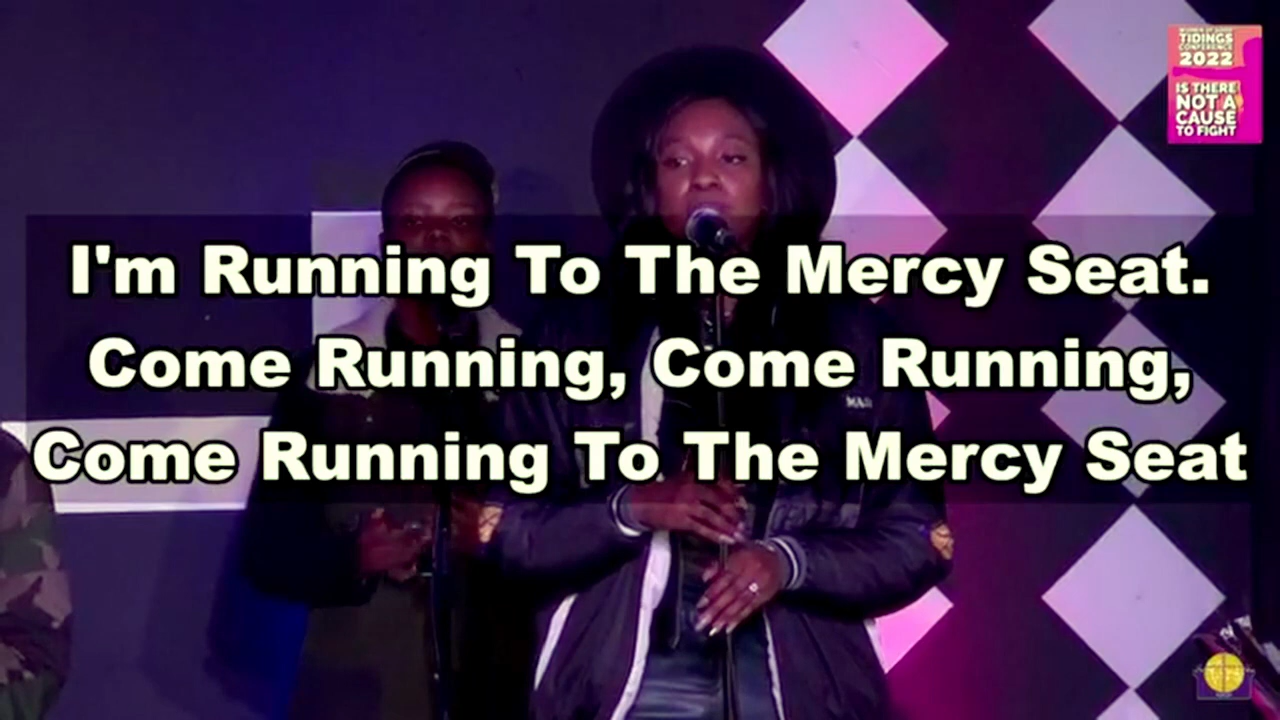 TIDINGS
CONFERENCE
2022
IS THERE
NOT A
CAUSE
TO FIGHT
I'm Running To The Mercy Seat.
Come Running, Come Running,
Come Running To The Mercy Seat